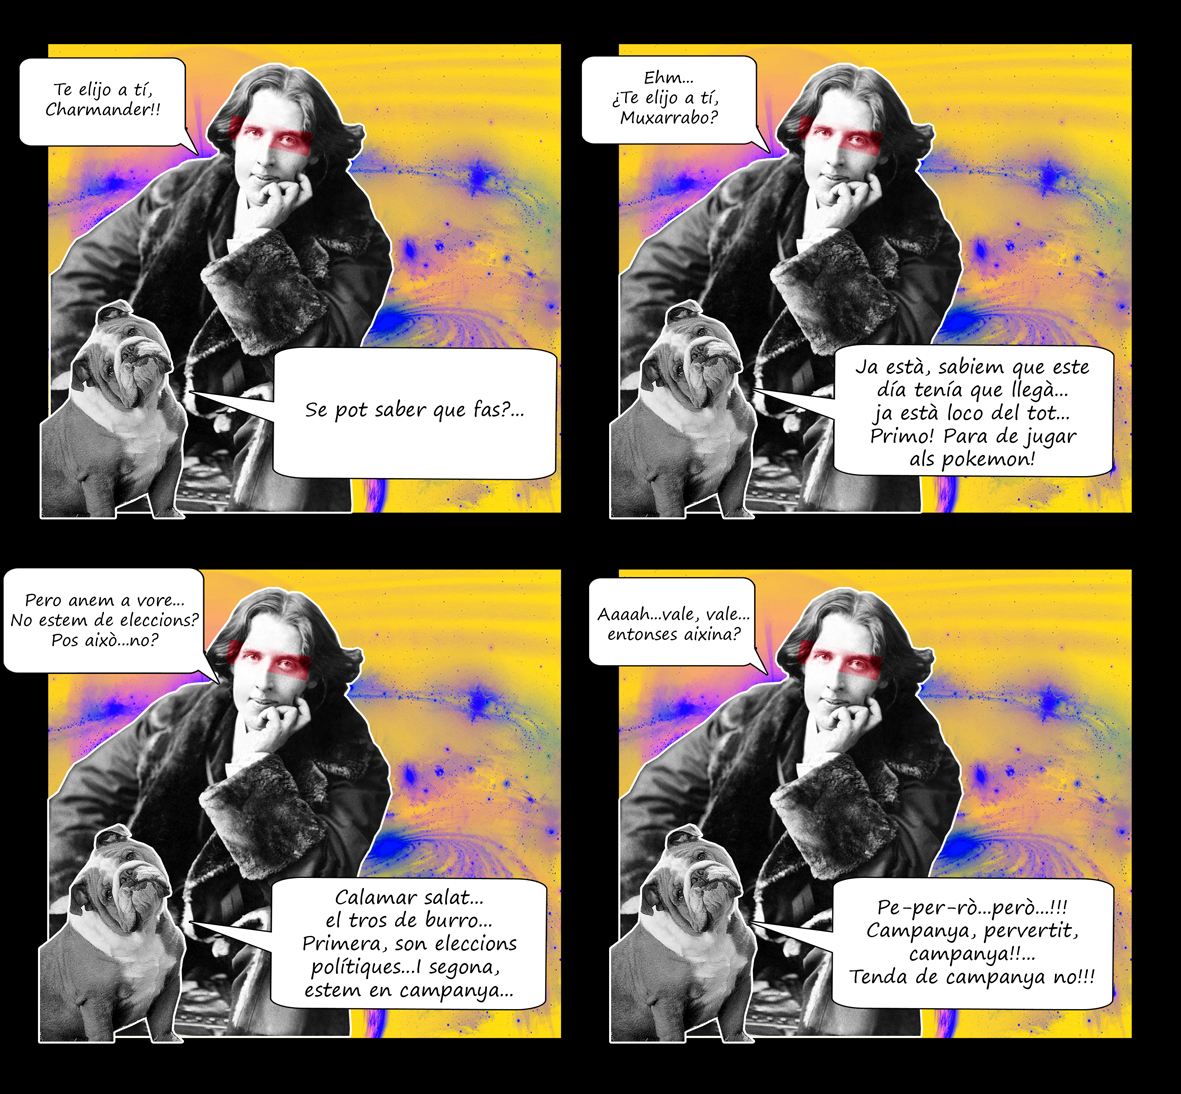 Te elijo a tí,
Charmander!!
Se pot saber que fas?...
Ehm...
¿Te elijo a tí,
Muxarrabo?
Ja està, sabiem que este
día tenía que llegà...
ja està loco del tot...
Primo! Para de jugar
als pokemon!
Pero anem a vore...
No estem de eleccions?
Pos això...no?
Calamar salat...
el tros de burro...
Primera, son eleccions
polítiques...I segona,
estem en campanya...
Aaaah...vale, vale...
entonses aixina?
Pe-per-rò...però...!!!
Campanya, pervertit,
campanya!!...
Tenda de campanya no!!!